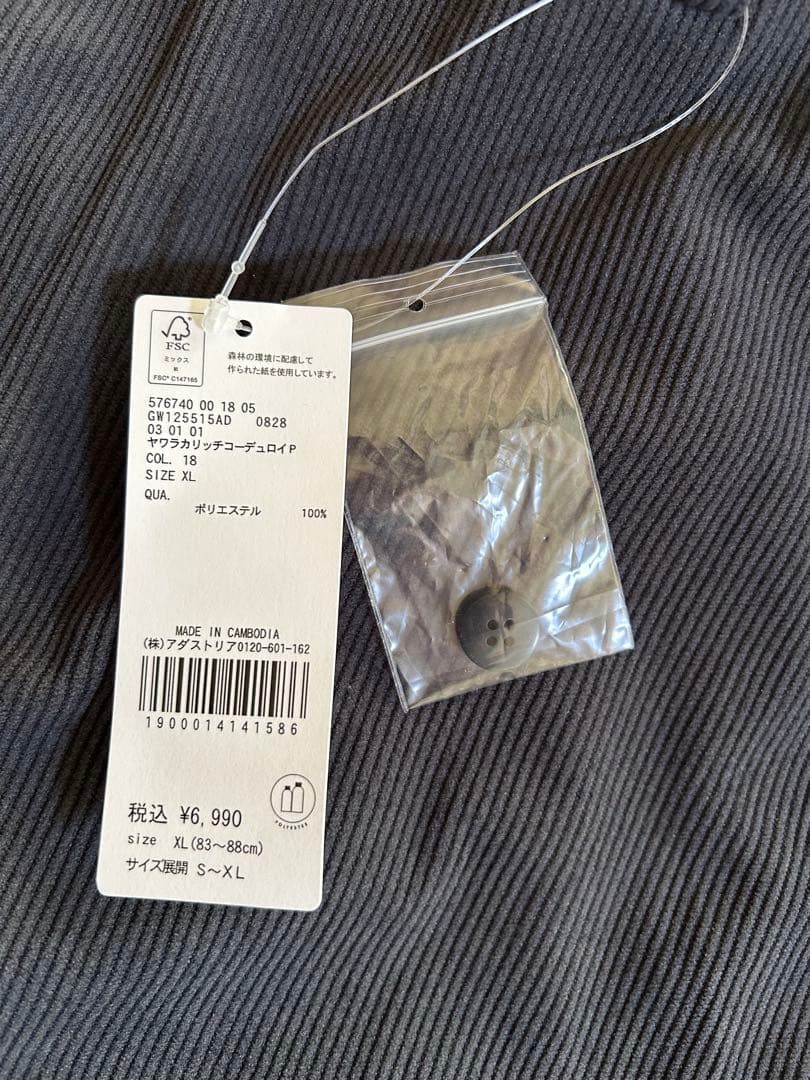 FSC
ミックス
紙
FSC® C147165
森林の環境に配慮して
作られた紙を使用しています。
576740 00 18 05
GW125515AD 0828
03 01 01
ヤワラカリッチコーデュロイP
COL. 18
SIZE XL
QUA.
ポリエステル 100%
MADE IN CAMBODIA
(株)アダストリア0120-601-162
1900014141586
POLYESTER
税込 ¥6,990
size XL(83～88cm)
サイズ展開 S～XL